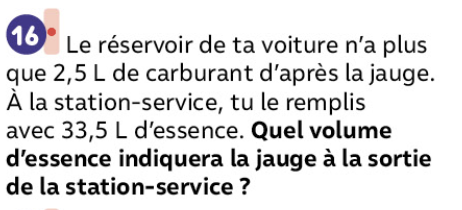 16 Le réservoir de ta voiture n'a plus
que 2,5 L de carburant d'après la jauge.
À la station-service, tu le remplis
avec 33,5 L d'essence. Quel volume
d'essence indiquera la jauge à la sortie
de la station-service ?